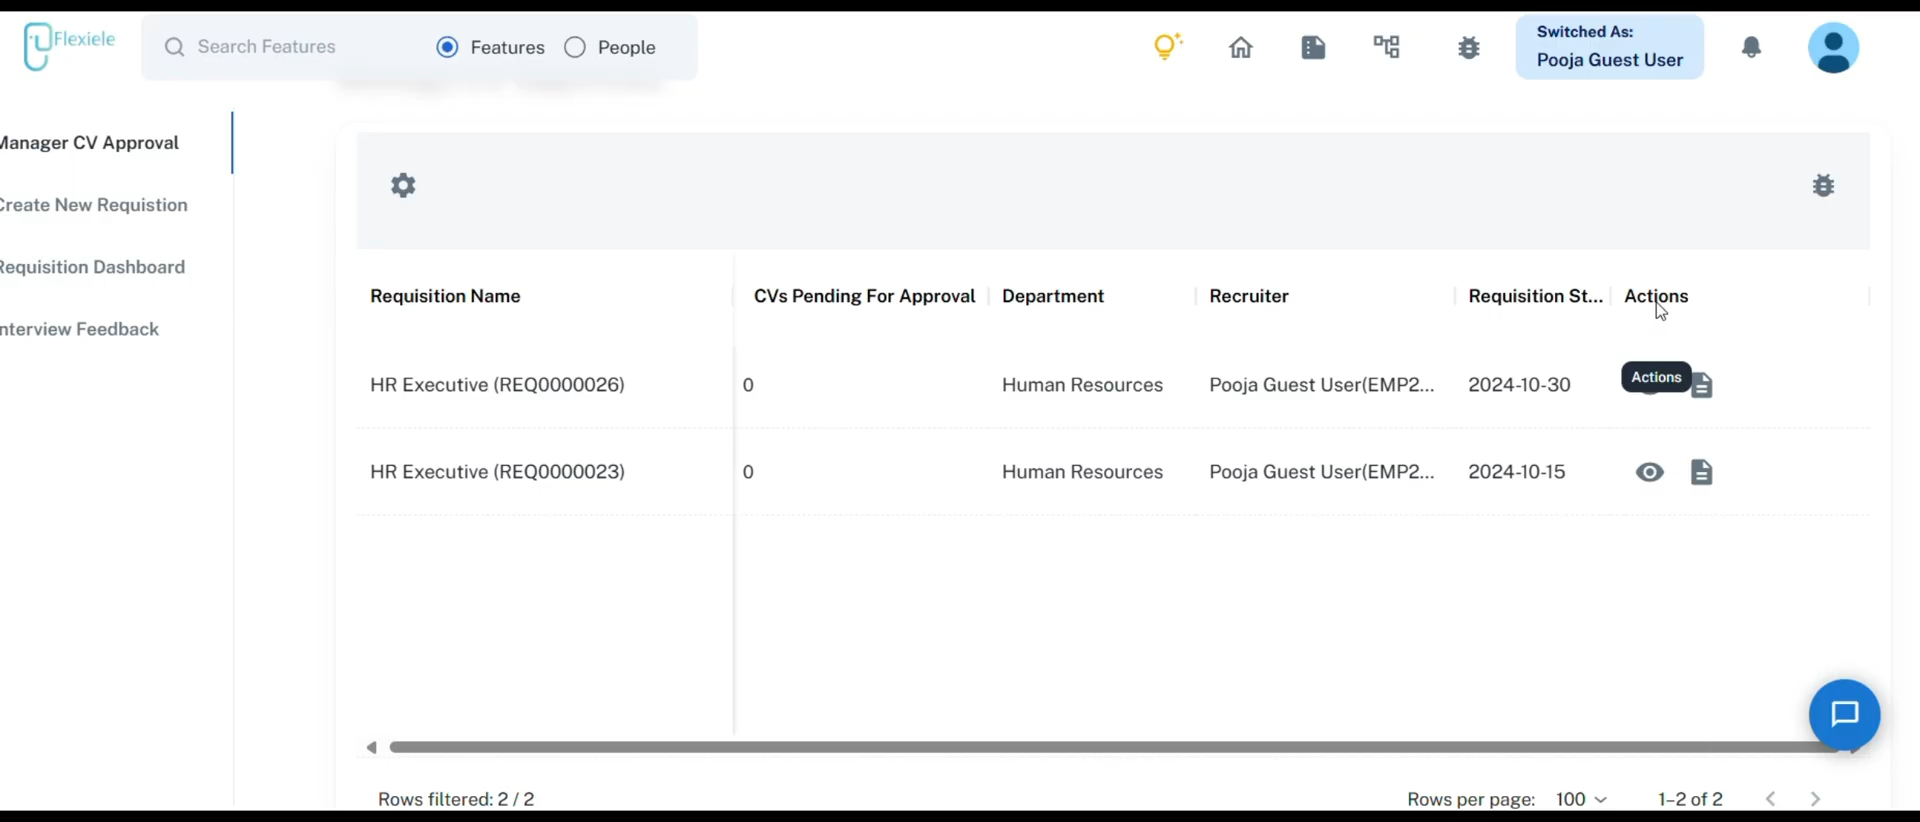 Flexiele
Search Features
Features
People
Switched As:
Pooja Guest User
Manager CV Approval
Create New Requistion
Requisition Dashboard
Interview Feedback
Requisition Name
CVs Pending For Approval
Department
Recruiter
Requisition St...
Actions
HR Executive (REQ0000026)
0
Human Resources
Pooja Guest User(EMP2...
2024-10-30
Actions
HR Executive (REQ0000023)
0
Human Resources
Pooja Guest User(EMP2...
2024-10-15
Rows filtered: 2 / 2
Rows per page:
100
1–2 of 2